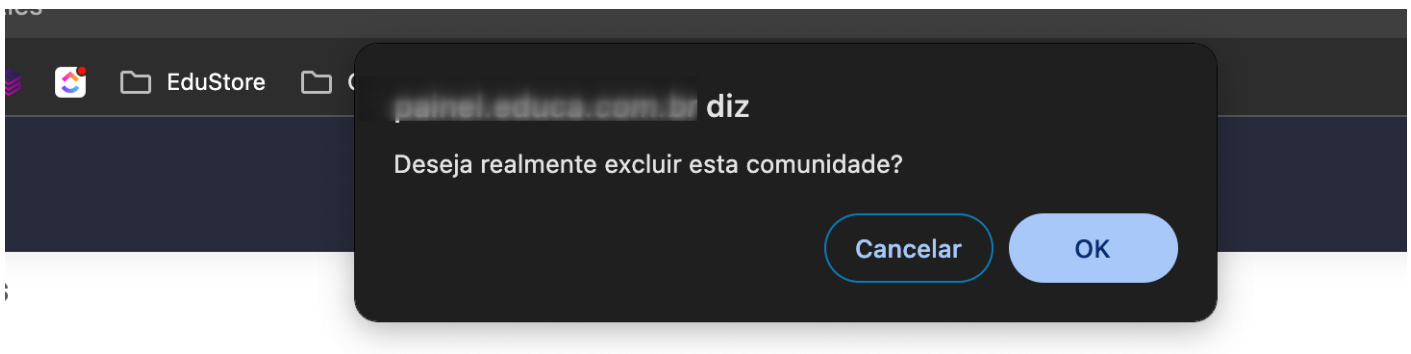 EduStore
diz
Deseja realmente excluir esta comunidade?
Cancelar
OK